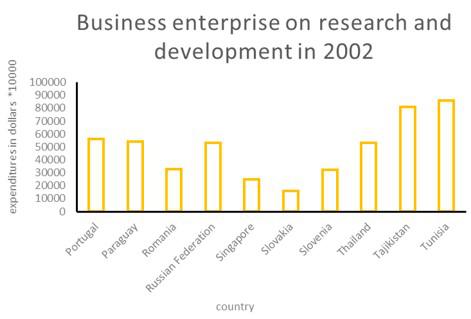 Business enterprise on research and
development in 2002
expenditures in dollars *10000
100000
90000
80000
70000
60000
50000
40000
30000
20000
10000
0
Portugal
Paraguay
Romania
Russian Federation
Singapore
Slovakia
Slovenia
Thailand
Tajikistan
Tunisia
country